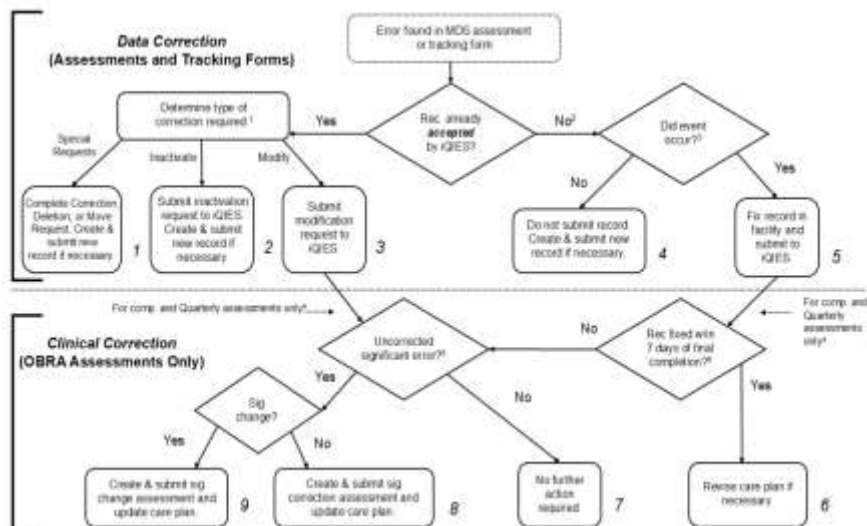 Data Correction
(Assessments and Tracking Forms)
Error found in MDS assessment
or tracking form
Determine type of
correction required.1
Yes
Rec. already
accepted
by iQIES?
No2
Did event
occur?3
Special
Requests
Inactivate
Modify
No
Yes
Complete Correction
Deletion, or Move
Request. Create &
submit new
record if necessary.
1
Submit inactivation
request to iQIES.
Create & submit
new record if
necessary
2
Submit
modification
request to
iQIES
3
Do not submit record
Create & submit new
record if necessary.
4
Fix record in
facility and
submit to
iQIES
5
For comp. and Quarterly assessments only
For comp.
and
Quarterly
assessments
only
Clinical Correction
(OBRA Assessments Only)
Uncorrected
significant error?
No
Rec fixed w/in
7 days of final
completion?
Yes
Sig
change?
No
Yes
Yes
No
Create & submit sig
change assessment and
update care plan
9
Create & submit sig
correction assessment and
update care plan
8
No further
action
required
7
Revise care plan if
necessary
6